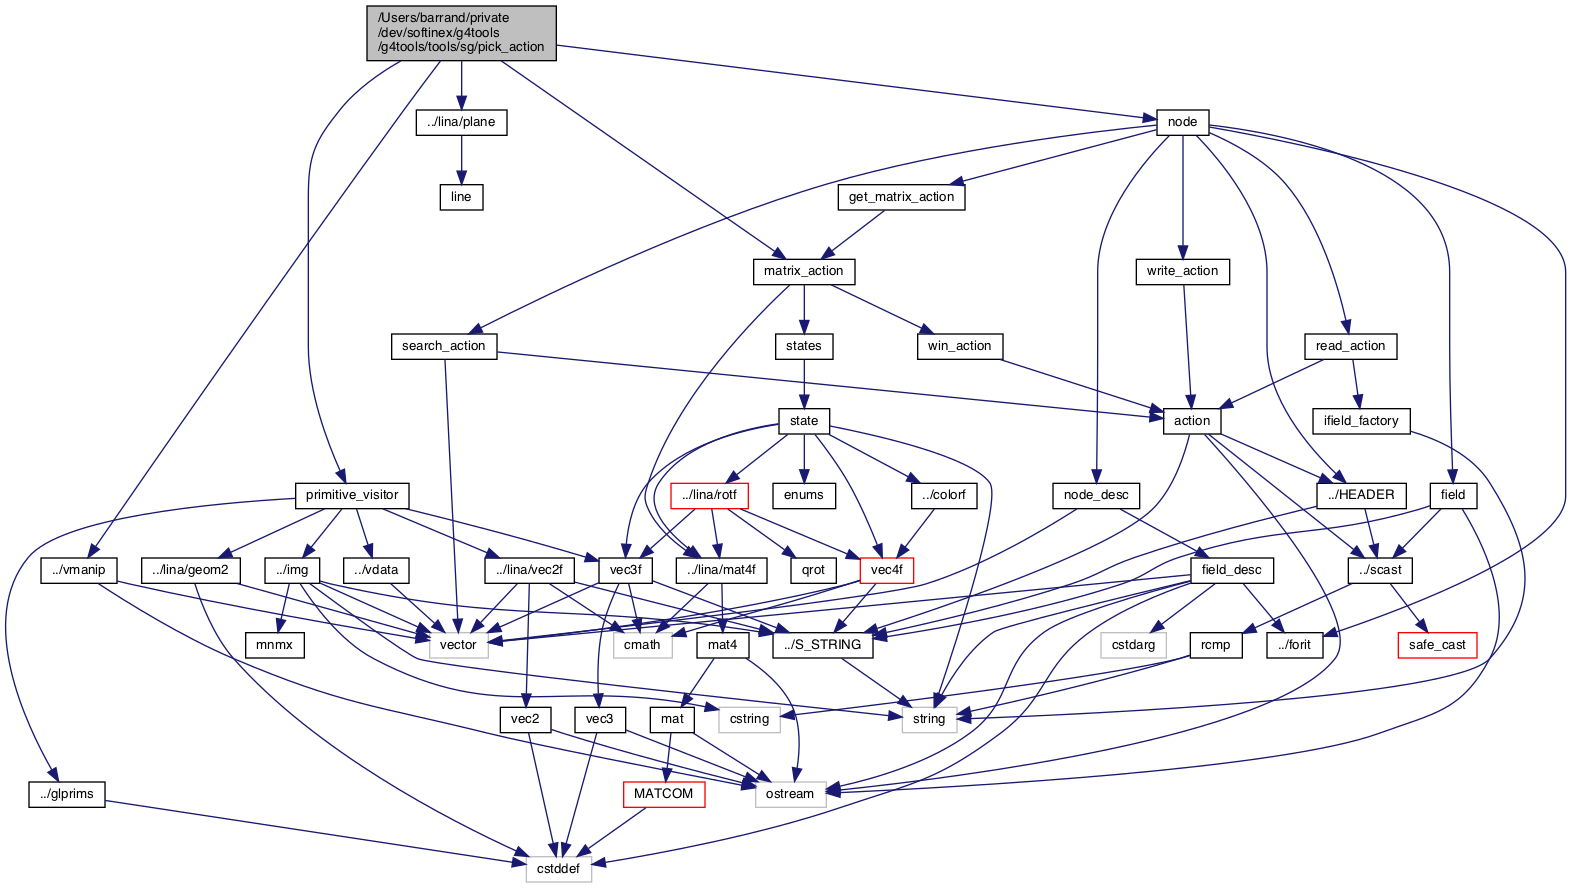 /Users/barrand/private
/dev/softinex/g4tools
/g4tools/tools/sg/pick_action
../lina/plane
node
line
get_matrix_action
matrix_action
write_action
search_action
states
win_action
read_action
state
action
ifield_factory
primitive_visitor
../lina/rotf
enums
../colorf
node_desc
../HEADER
field
../vmanip
../lina/geom2
../img
../vdata
../lina/vec2f
vec3f
../lina/mat4f
qrot
vec4f
field_desc
../scast
mnmx
vector
cmath
mat4
../S_STRING
cstdarg
rcmp
../forit
safe_cast
vec2
vec3
mat
cstring
string
../glprims
MATCOM
ostream
cstddef